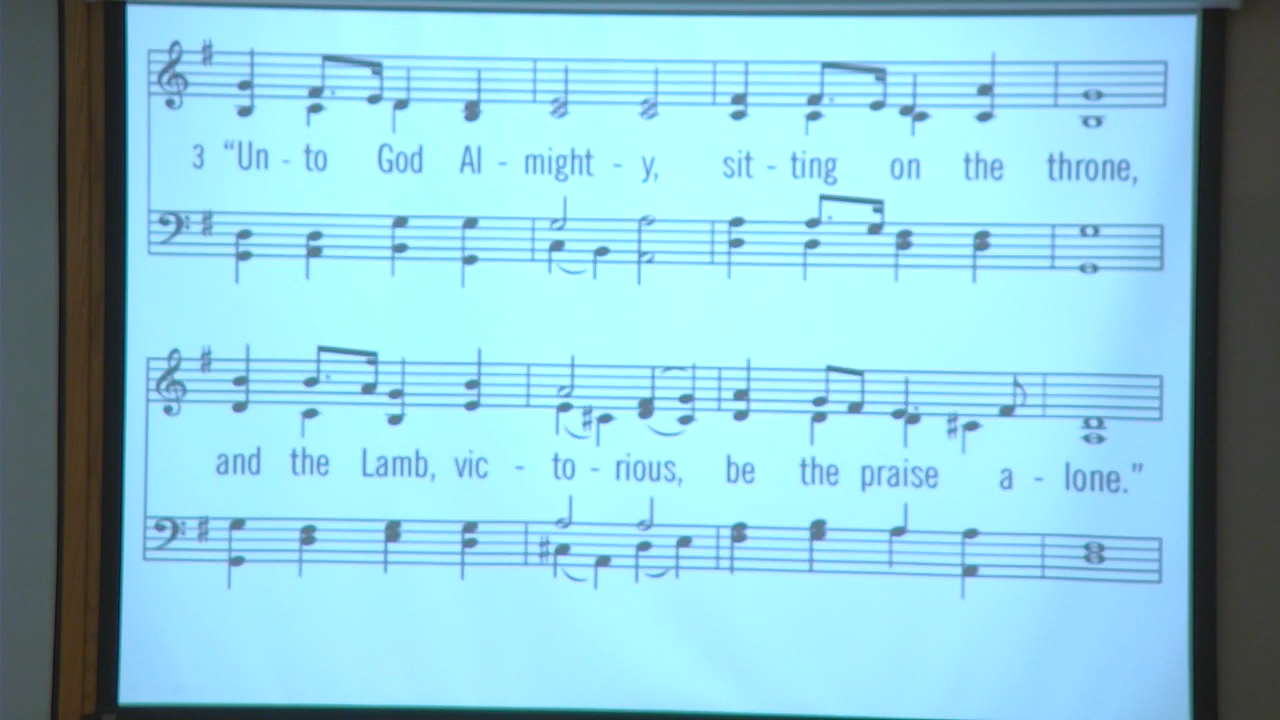 3 “Un - to God Al - might - y, sit - ting on the throne,
and the Lamb, vic - to - rious, be the praise a - lone.”